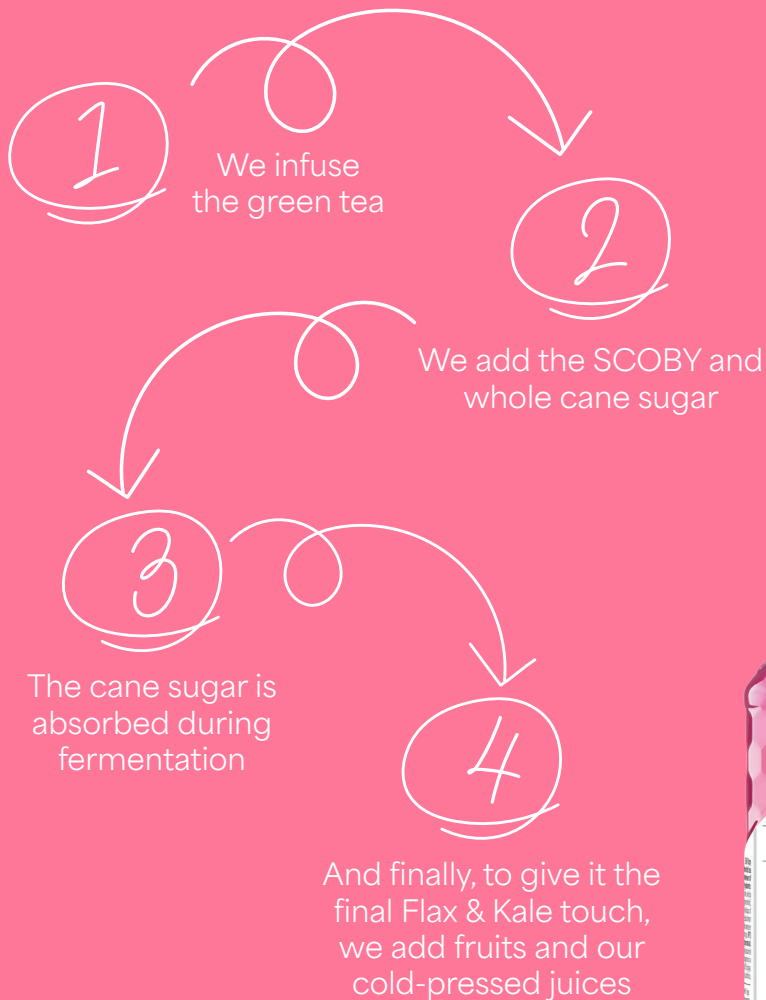 1
We infuse
the green tea
2
We add the SCOBY and
whole cane sugar
3
The cane sugar is
absorbed during
fermentation
4
And finally, to give it the
final Flax & Kale touch,
we add fruits and our
cold-pressed juices